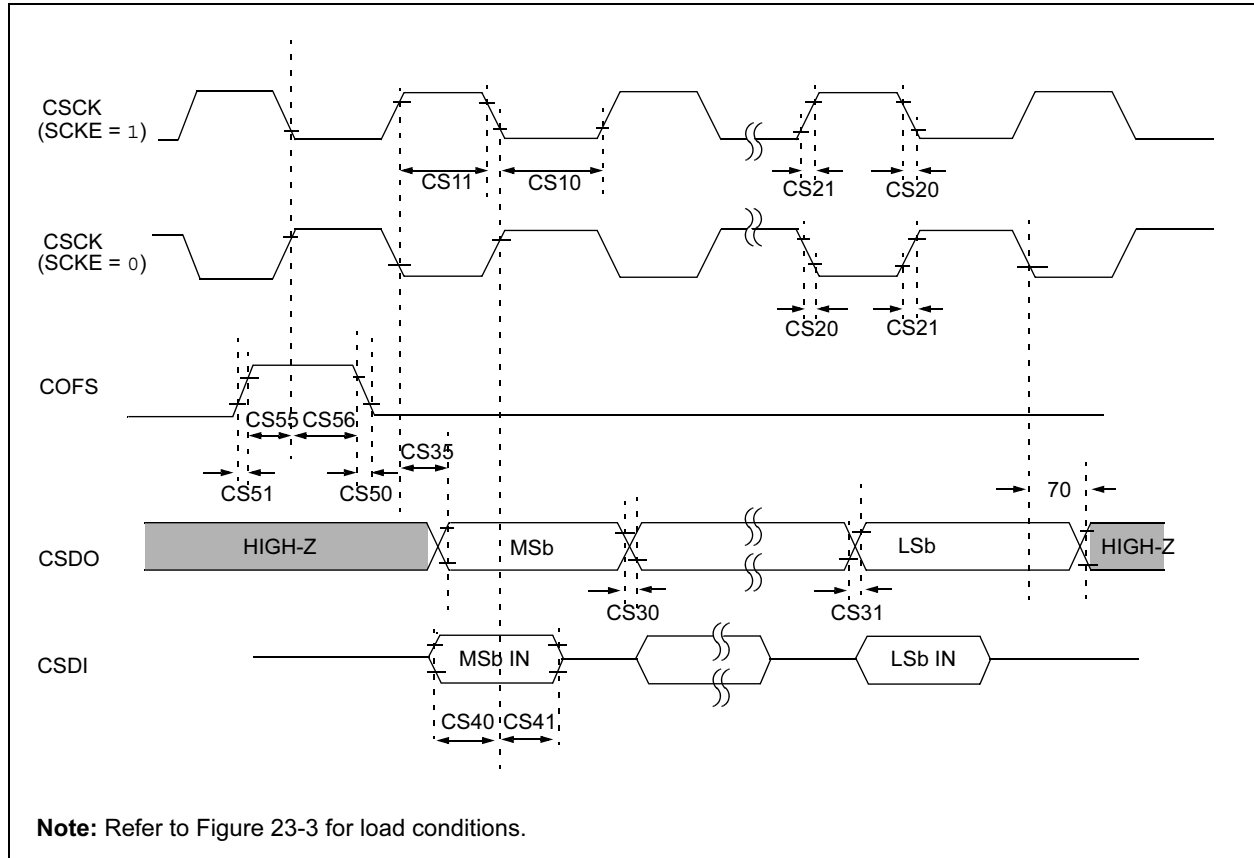 CSCK
(SCKE = 1)
CS11
CS10
CS21
CS20
CSCK
(SCKE = 0)
CS20
CS21
COFS
CS55
CS56
CS35
CS51
CS50
70
CSDO
HIGH-Z
MSb
LSb
HIGH-Z
CS30
CS31
CSDI
MSb IN
LSb IN
CS40
CS41
Note: Refer to Figure 23-3 for load conditions.